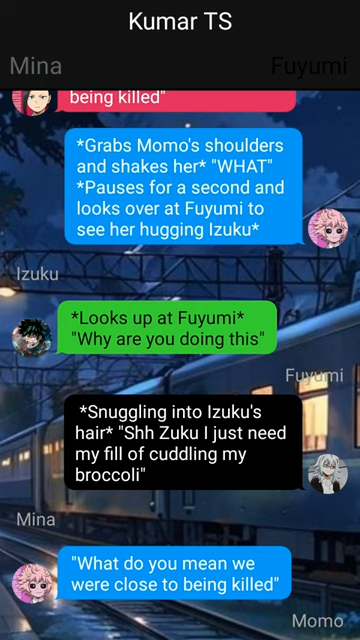 Kumar TS
Mina
Fuyumi
being killed"
*Grabs Momo's shoulders
and shakes her* "WHAT"
*Pauses for a second and
looks over at Fuyumi to
see her hugging Izuku*
Izuku
*Looks up at Fuyumi*
"Why are you doing this"
Fuyumi
*Snuggling into Izuku's
hair* "Shh Zuku I just need
my fill of cuddling my
broccoli"
Mina
"What do you mean we
were close to being killed"
Momo